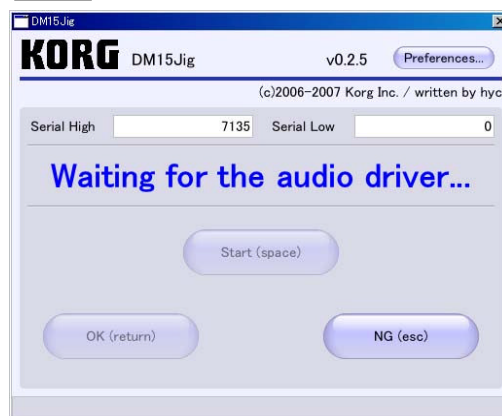 DM15Jig
KORG DM15Jig v0.2.5 Preferences...
(c)2006-2007 Korg Inc. / written by hyc
Serial High 7135 Serial Low 0
Waiting for the audio driver...
Start (space)
OK (return) NG (esc)